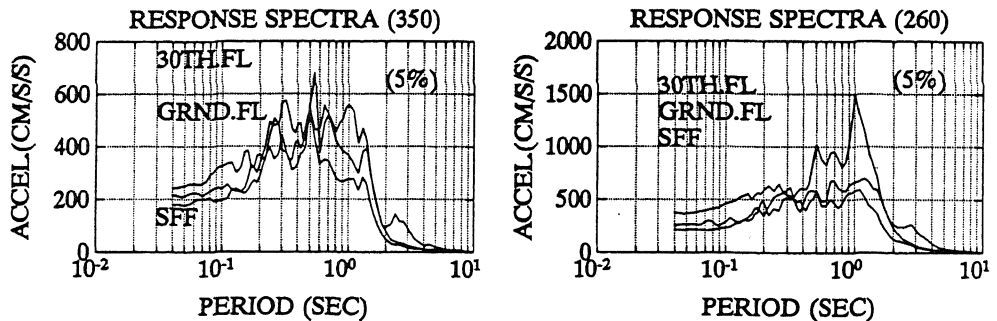 RESPONSE SPECTRA (350)
ACCEL.(CM/S/S)
800
600
400
200
0
30TH.FL
(5%)
GRND.FL
SFF
10-2
10-1
100
101
PERIOD (SEC)
RESPONSE SPECTRA (260)
ACCEL.(CM/S/S)
2000
1500
1000
500
0
30TH.FL
(5%)
GRND.FL
SFF
10-2
10-1
100
101
PERIOD (SEC)